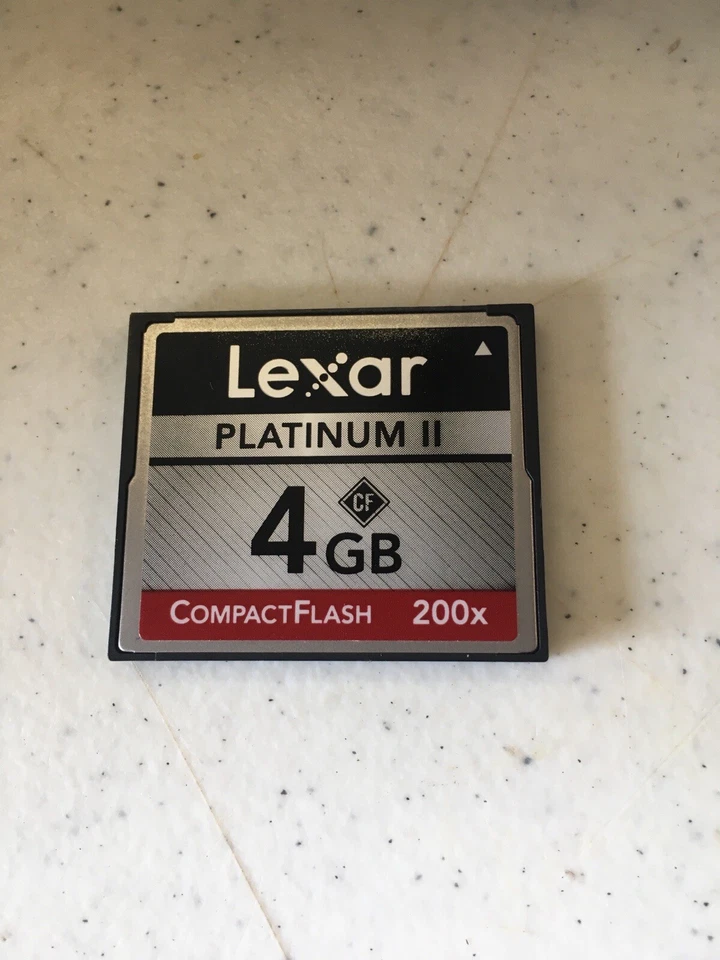 Lexar
PLATINUM II
CF
4GB
COMPACTFLASH 200x